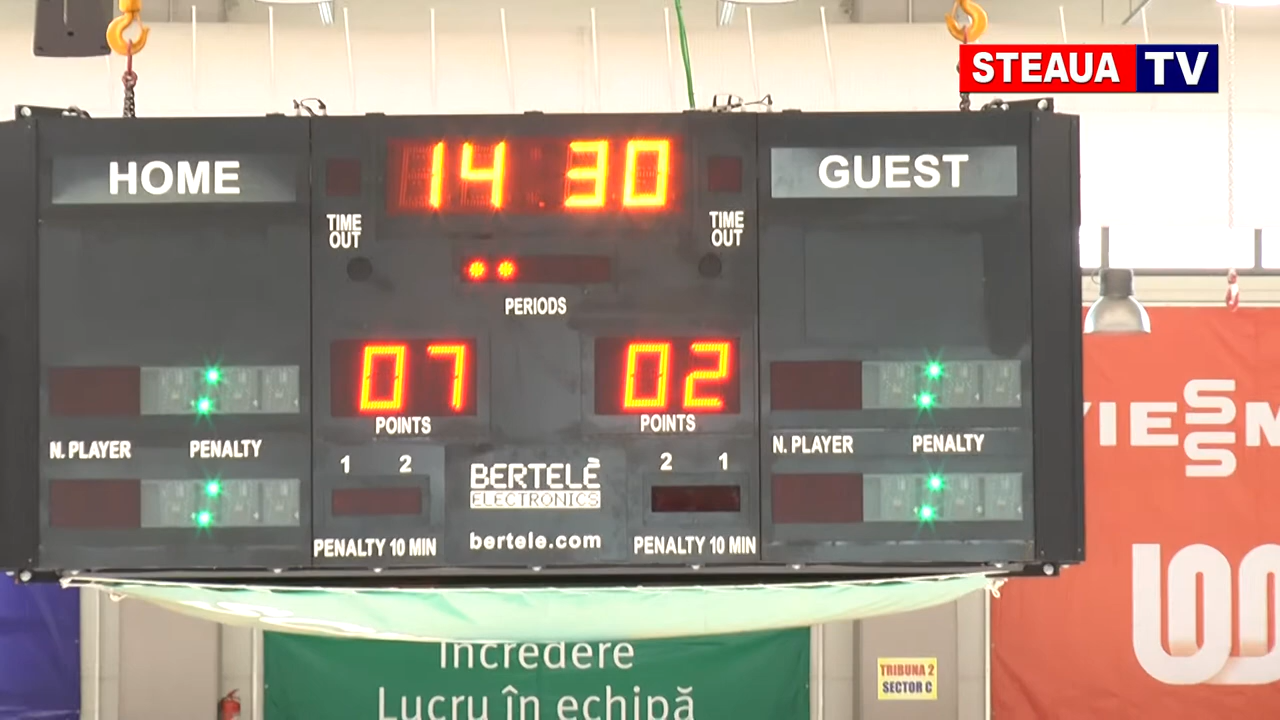 STEAUA TV
HOME
14 30
GUEST
TIME OUT
TIME OUT
PERIODS
07
02
POINTS
POINTS
N. PLAYER
PENALTY
N. PLAYER
PENALTY
1 2
2 1
BERTELÈ
ELECTRONICS
bertele.com
PENALTY 10 MIN
PENALTY 10 MIN
Încredere
Lucru în echipă
TRIBUNA 2
SECTOR C